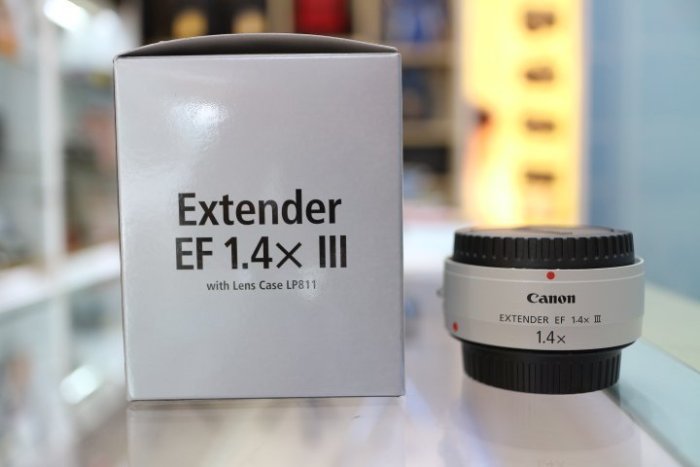 Extender
EF 1.4× III
with Lens Case LP811
Canon
EXTENDER EF 1.4× III
1.4×